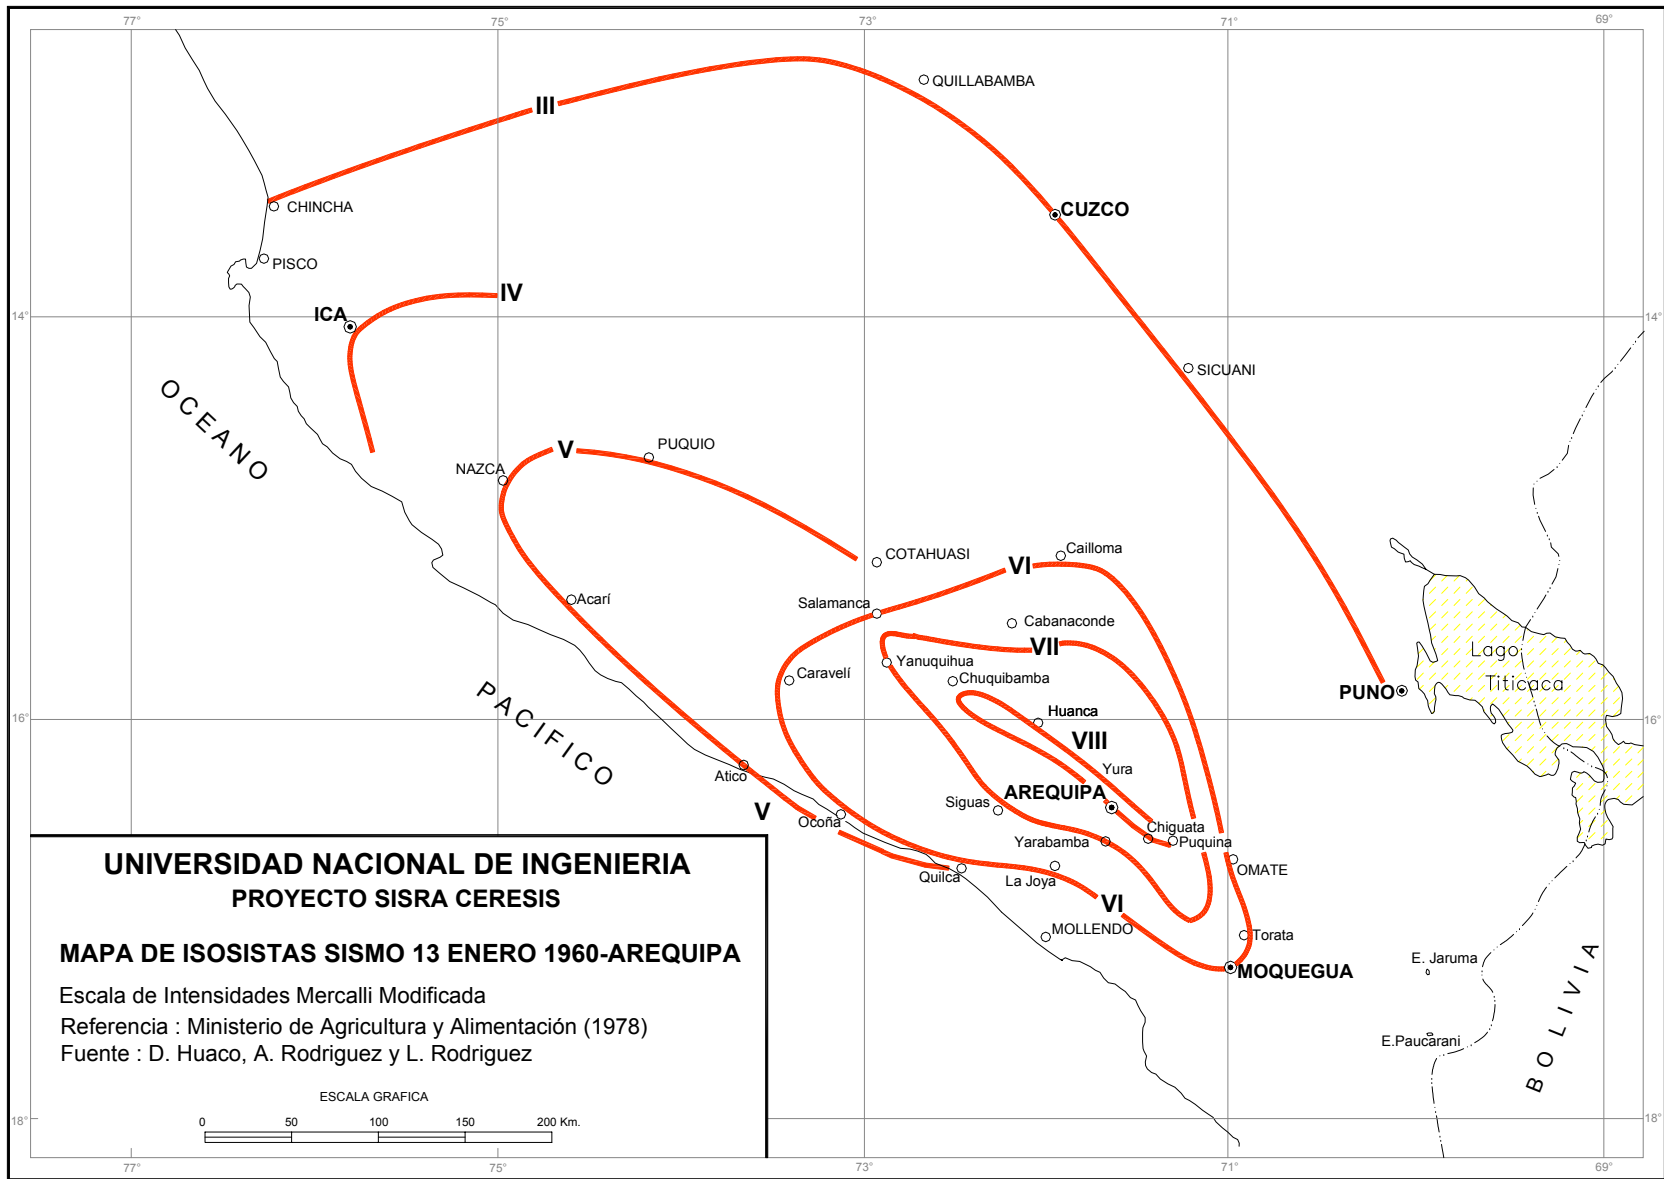 77°
75°
73°
71°
69°
QUILLABAMBA
III
CHINCHA
CUZCO
PISCO
IV
ICA
14°
14°
SICUANI
OCEANO
V
PUQUIO
NAZCA
COTAHUASI
VI
Cailloma
Acarí
Salamanca
Cabanaconde
VII
Lago
Titicaca
Yanuquihua
Caravelí
Chuquibamba
PUNO
PACIFICO
Huanca
16°
16°
VIII
Yura
Atico
AREQUIPA
Siguas
V
Ocoña
Chiguata
Yarabamba
Puquina
OMATE
Quilca
La Joya
VI
MOLLENDO
Torata
MOQUEGUA
E. Jaruma
E.Paucarani
BOLIVIA
UNIVERSIDAD NACIONAL DE INGENIERIA
PROYECTO SISRA CERESIS
MAPA DE ISOSISTAS SISMO 13 ENERO 1960-AREQUIPA
Escala de Intensidades Mercalli Modificada
Referencia : Ministerio de Agricultura y Alimentación (1978)
Fuente : D. Huaco, A. Rodriguez y L. Rodriguez
ESCALA GRAFICA
0 50 100 150 200 Km.
18°
18°
77°
75°
73°
71°
69°